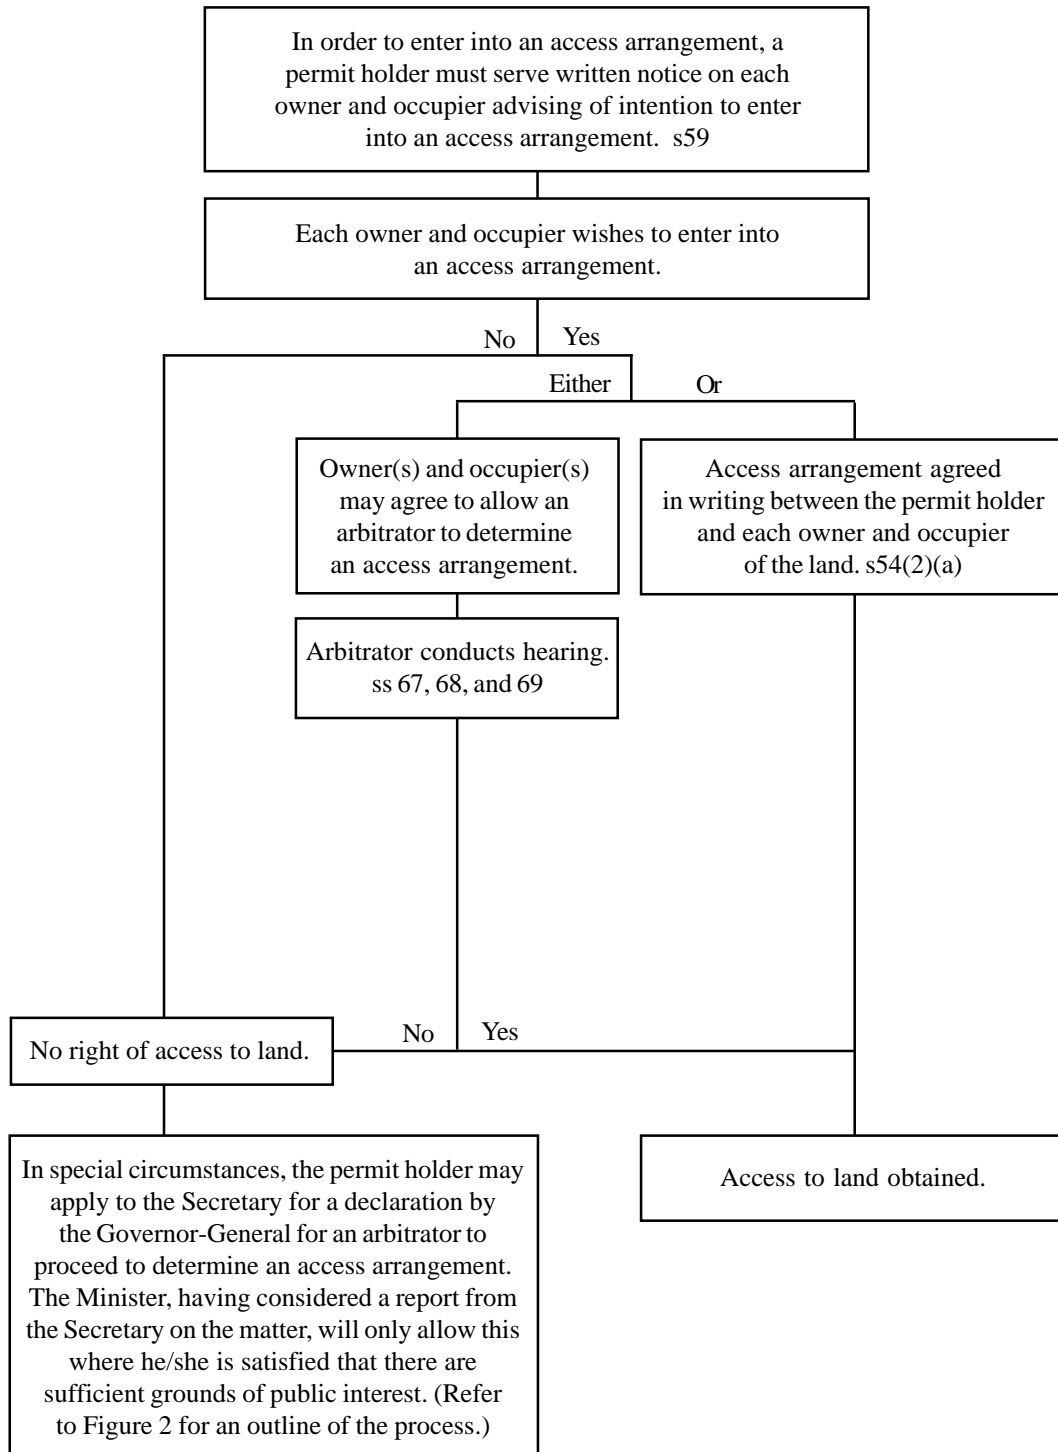 In order to enter into an access arrangement, a
permit holder must serve written notice on each
owner and occupier advising of intention to enter
into an access arrangement. s59
Each owner and occupier wishes to enter into
an access arrangement.
No
Yes
Either
Or
Owner(s) and occupier(s)
may agree to allow an
arbitrator to determine
an access arrangement.
Access arrangement agreed
in writing between the permit holder
and each owner and occupier
of the land. s54(2)(a)
Arbitrator conducts hearing.
ss 67, 68, and 69
No
Yes
No right of access to land.
In special circumstances, the permit holder may
apply to the Secretary for a declaration by
the Governor-General for an arbitrator to
proceed to determine an access arrangement.
The Minister, having considered a report from
the Secretary on the matter, will only allow this
where he/she is satisfied that there are
sufficient grounds of public interest. (Refer
to Figure 2 for an outline of the process.)
Access to land obtained.